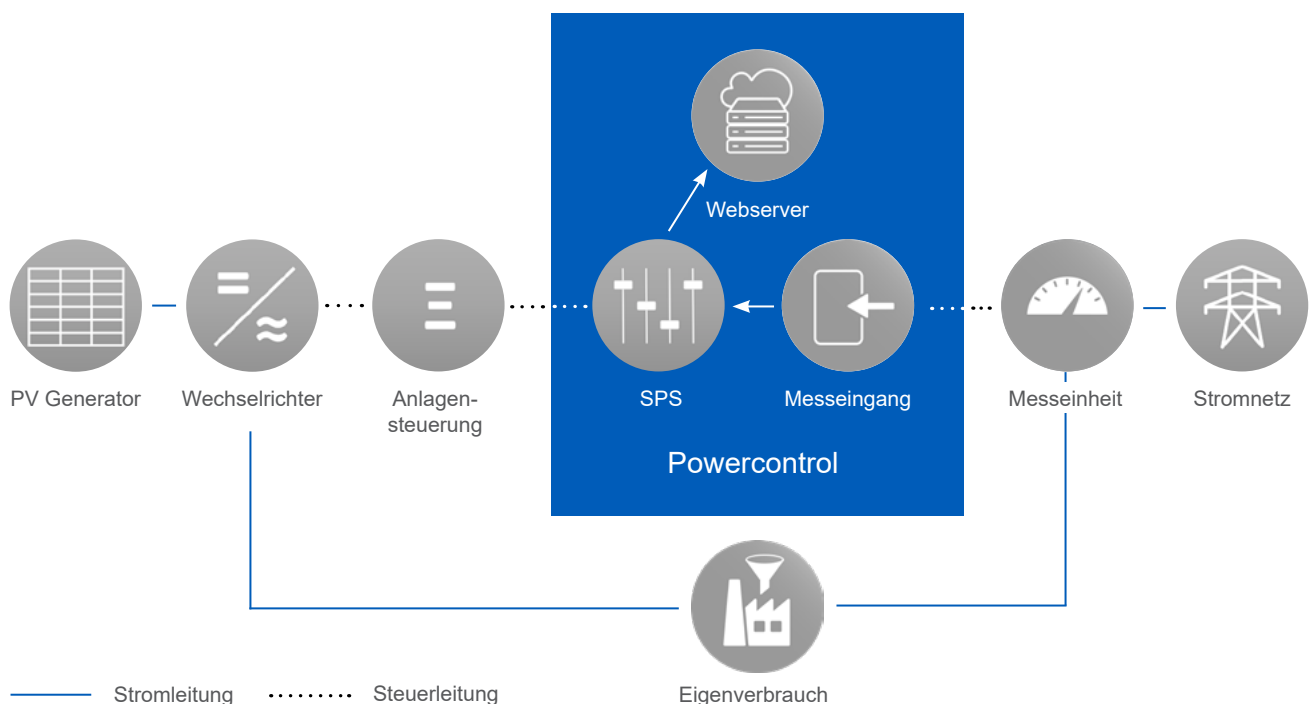 Webserver
PV Generator
Wechselrichter
Anlagen-
steuerung
SPS
Messeingang
Messeinheit
Stromnetz
Powercontrol
Stromleitung
Steuerleitung
Eigenverbrauch